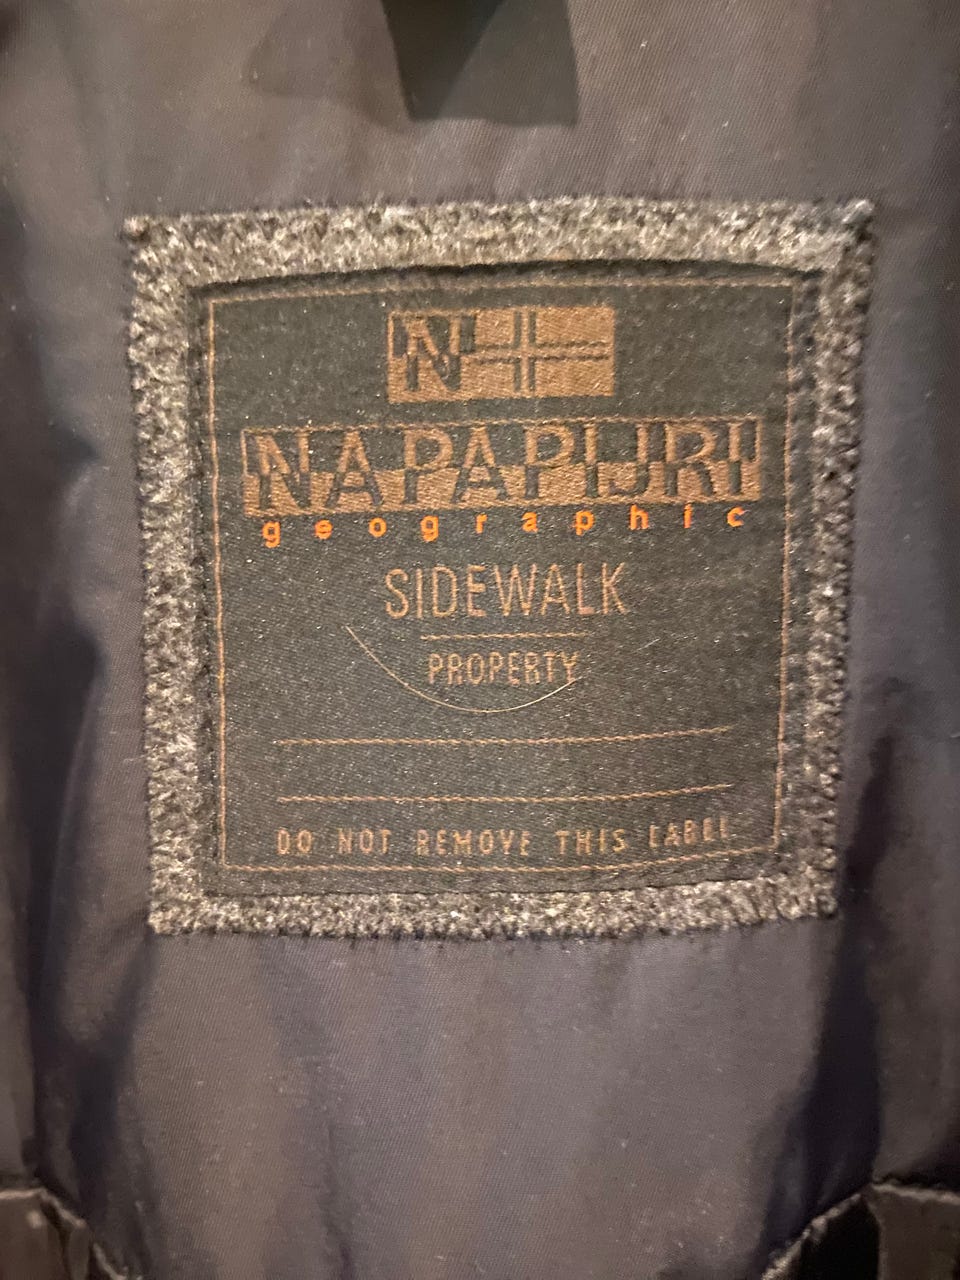 N
NAPAPIJRI
geographic
SIDEWALK
PROPERTY
DO NOT REMOVE THIS LABEL